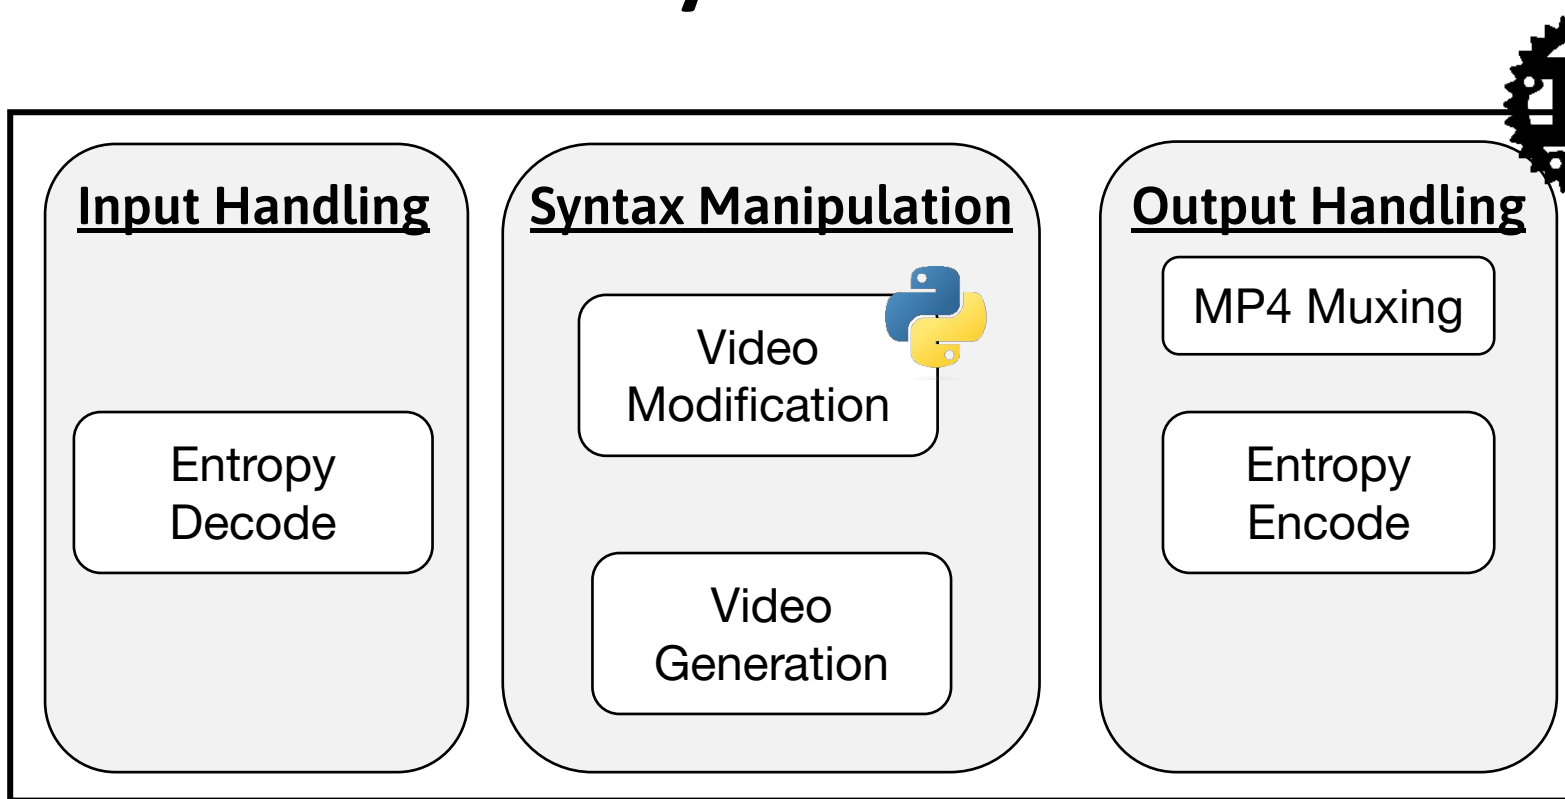 Input Handling
Entropy
Decode
Syntax Manipulation
Video
Modification
Video
Generation
Output Handling
MP4 Muxing
Entropy
Encode